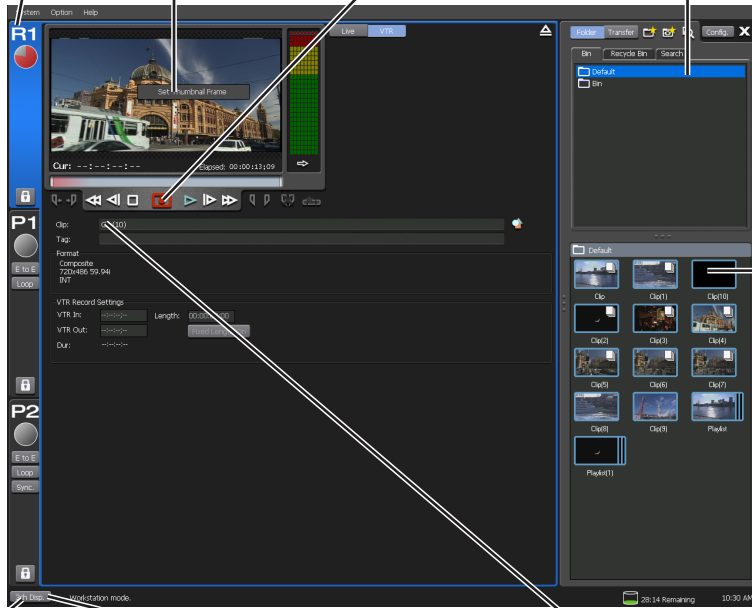 System Option Help
R1
Live VTR
Set Thumbnail Frame
Cur: --:--:--:--
Elapsed: 00:00:13;09
Clip:
Tag:
Format
Composite
720x486 59.94i
INT
VTR Record Settings
VTR In: --:--:--;-- Length:
VTR Out: --:--:--;--
Dur: --:--:--;--
P1
E to E
Loop
P2
E to E
Loop
Sync.
Folder Transfer Config. X
Bin Recycle Bin Search
Default
Bin
Default
Clip Clip(1) Clip(10)
Clip(2) Clip(3) Clip(4)
Clip(5) Clip(6) Clip(7)
Clip(8) Clip(9) Playlist
Playlist(1)
Disp. Workstation mode.
28:14 Remaining 10:30 AM